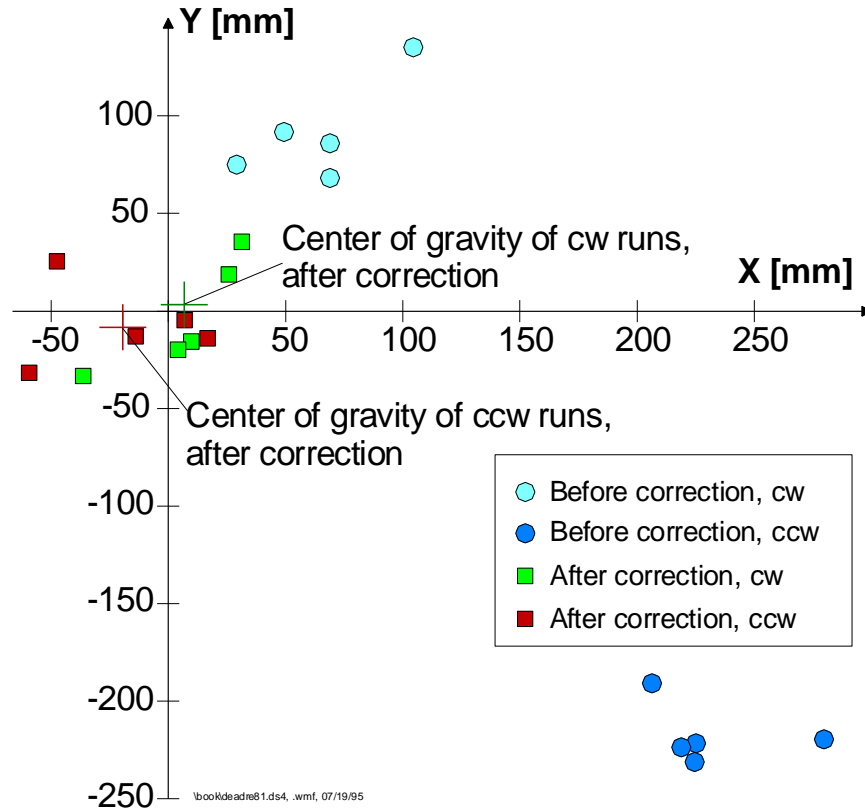 Y [mm]
100
50
Center of gravity of cw runs,
after correction
X [mm]
-50
50
100
150
200
250
-50
Center of gravity of ccw runs,
after correction
-100
-150
-200
-250
Before correction, cw
Before correction, ccw
After correction, cw
After correction, ccw
\book\deadre81.ds4, .wmf, 07/19/95